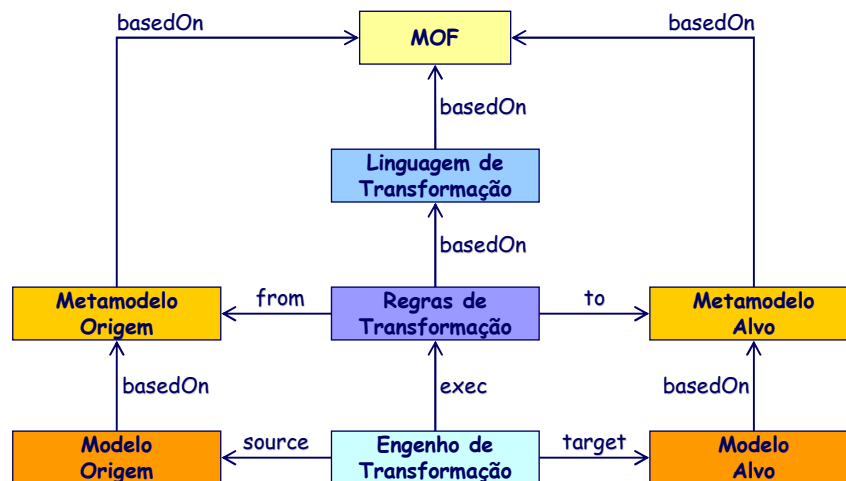 basedOn
MOF
basedOn
basedOn
Linguagem de
Transformação
basedOn
Metamodelo
Origem
from
Regras de
Transformação
to
Metamodelo
Alvo
basedOn
exec
basedOn
Modelo
Origem
source
Engenho de
Transformação
target
Modelo
Alvo